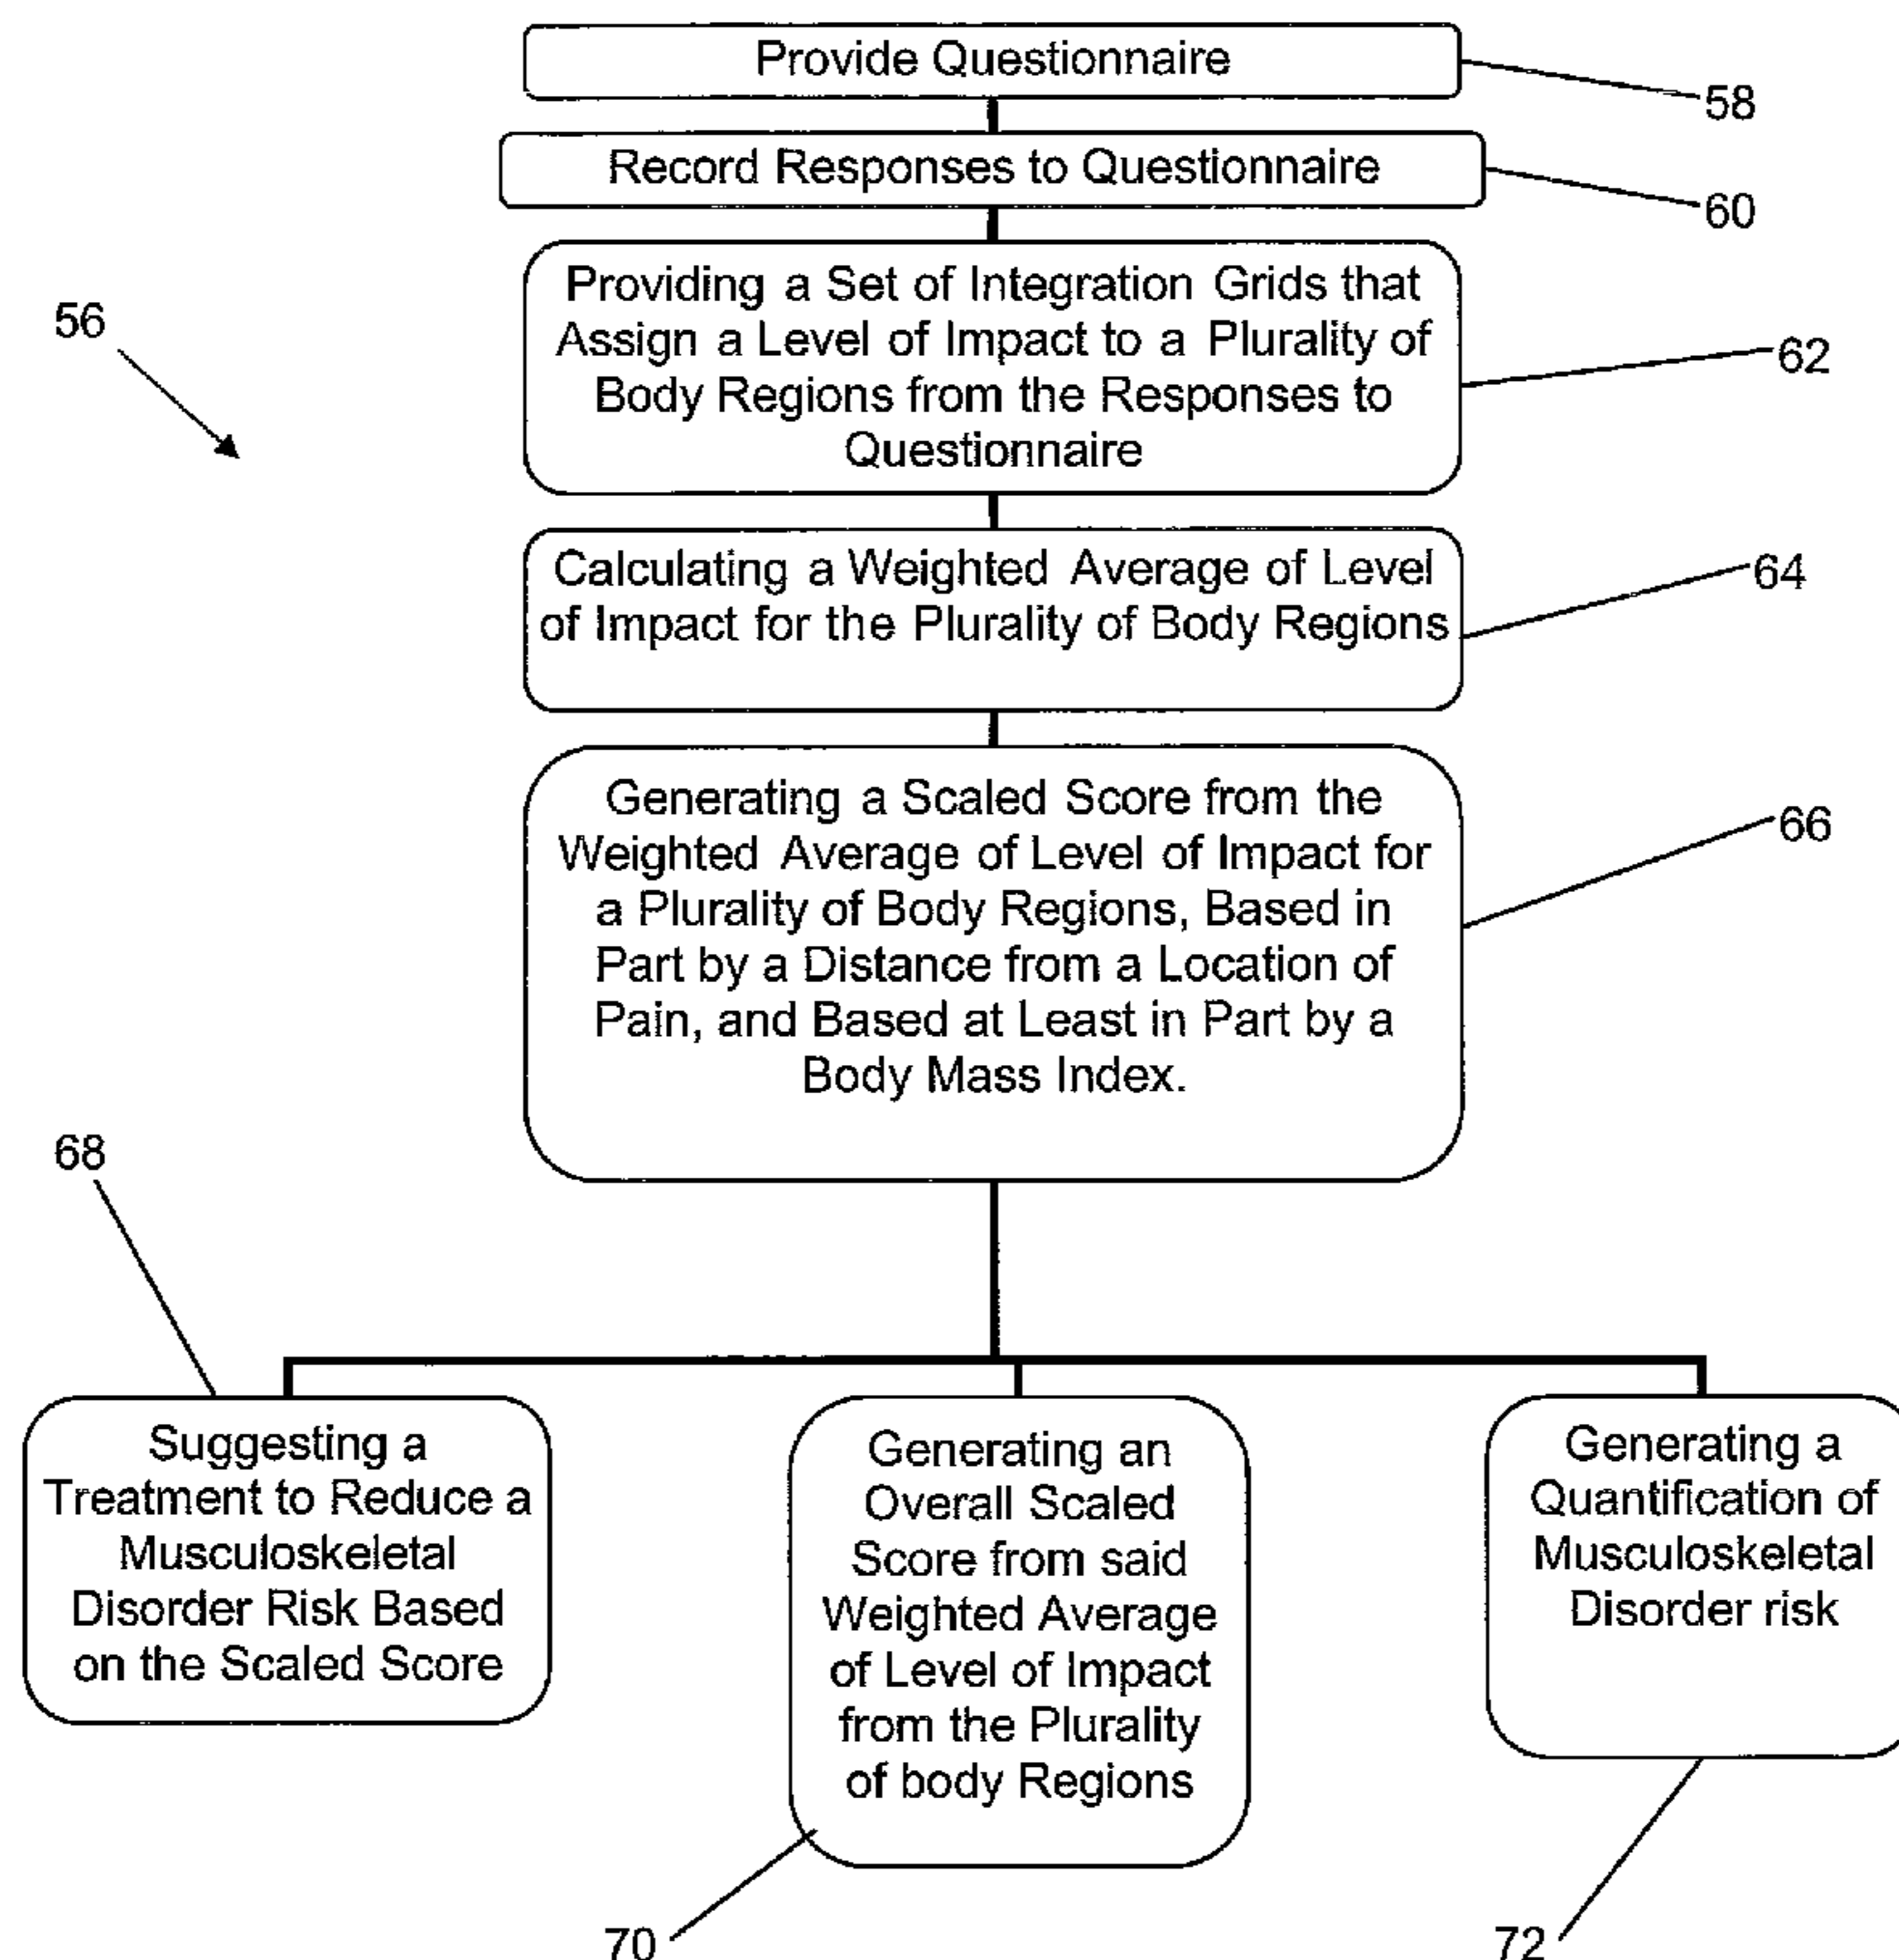 Provide Questionnaire
58
Record Responses to Questionnaire
60
Providing a Set of Integration Grids that
Assign a Level of Impact to a Plurality of
Body Regions from the Responses to
Questionnaire
56
62
Calculating a Weighted Average of Level
of Impact for the Plurality of Body Regions
64
Generating a Scaled Score from the
Weighted Average of Level of Impact for
a Plurality of Body Regions, Based in
Part by a Distance from a Location of
Pain, and Based at Least in Part by a
Body Mass Index.
66
68
Suggesting a
Treatment to Reduce a
Musculoskeletal
Disorder Risk Based
on the Scaled Score
Generating an
Overall Scaled
Score from said
Weighted Average
of Level of Impact
from the Plurality
of body Regions
Generating a
Quantification of
Musculoskeletal
Disorder risk
70
72